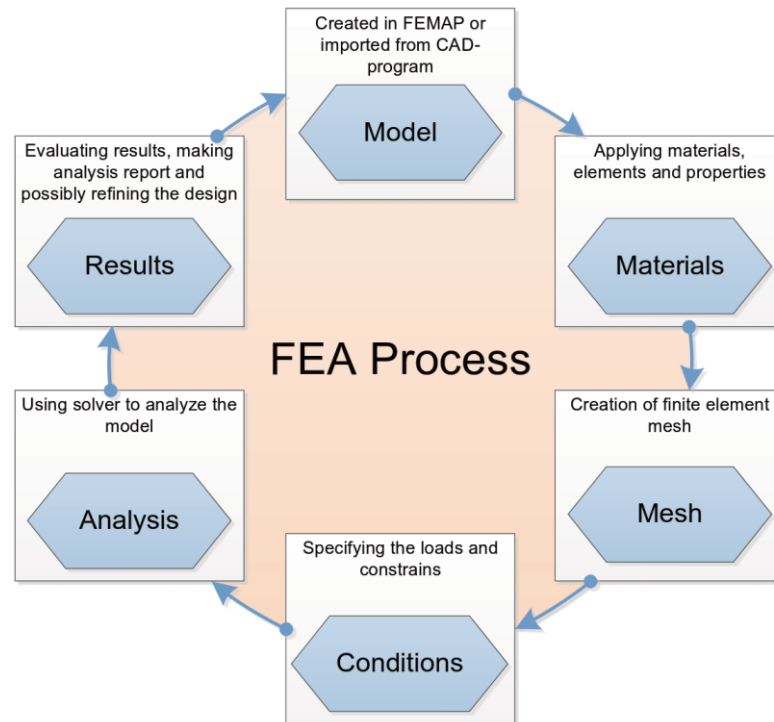 Created in FEMAP or
imported from CAD-
program
Model
Applying materials,
elements and properties
Materials
Creation of finite element
mesh
Mesh
Specifying the loads and
constrains
Conditions
Using solver to analyze the
model
Analysis
Evaluating results, making
analysis report and
possibly refining the design
Results
FEA Process